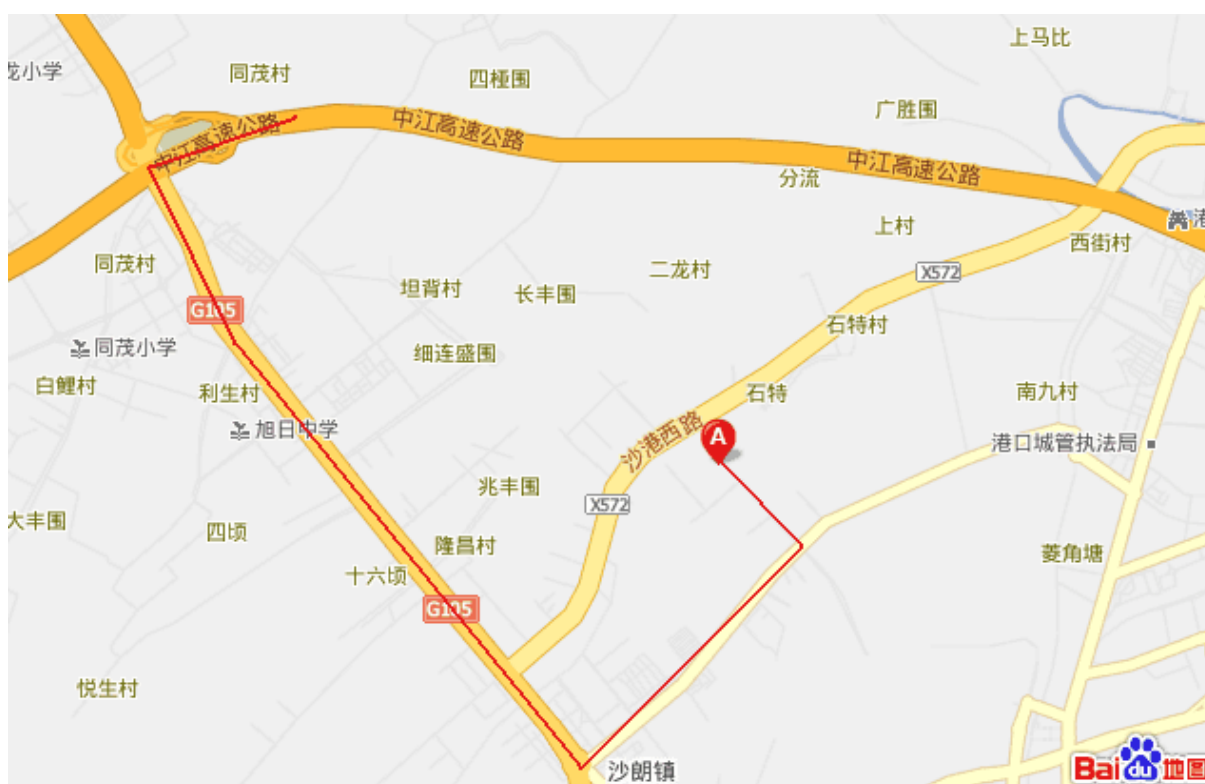 上马比
龙小学
同茂村
四桠围
广胜围
中江高速公路
中江高速公路
中江高速公路
分流
港
上村
西街村
同茂村
二龙村
X572
坦背村
长丰围
G105
石特村
同茂小学
细连盛围
白鲤村
利生村
石特
南九村
旭日中学
沙港西路
A
港口城管执法局
兆丰围
X572
大丰围
四顷
隆昌村
菱角塘
十六顷
G105
悦生村
沙朗镇
Bai du 地图